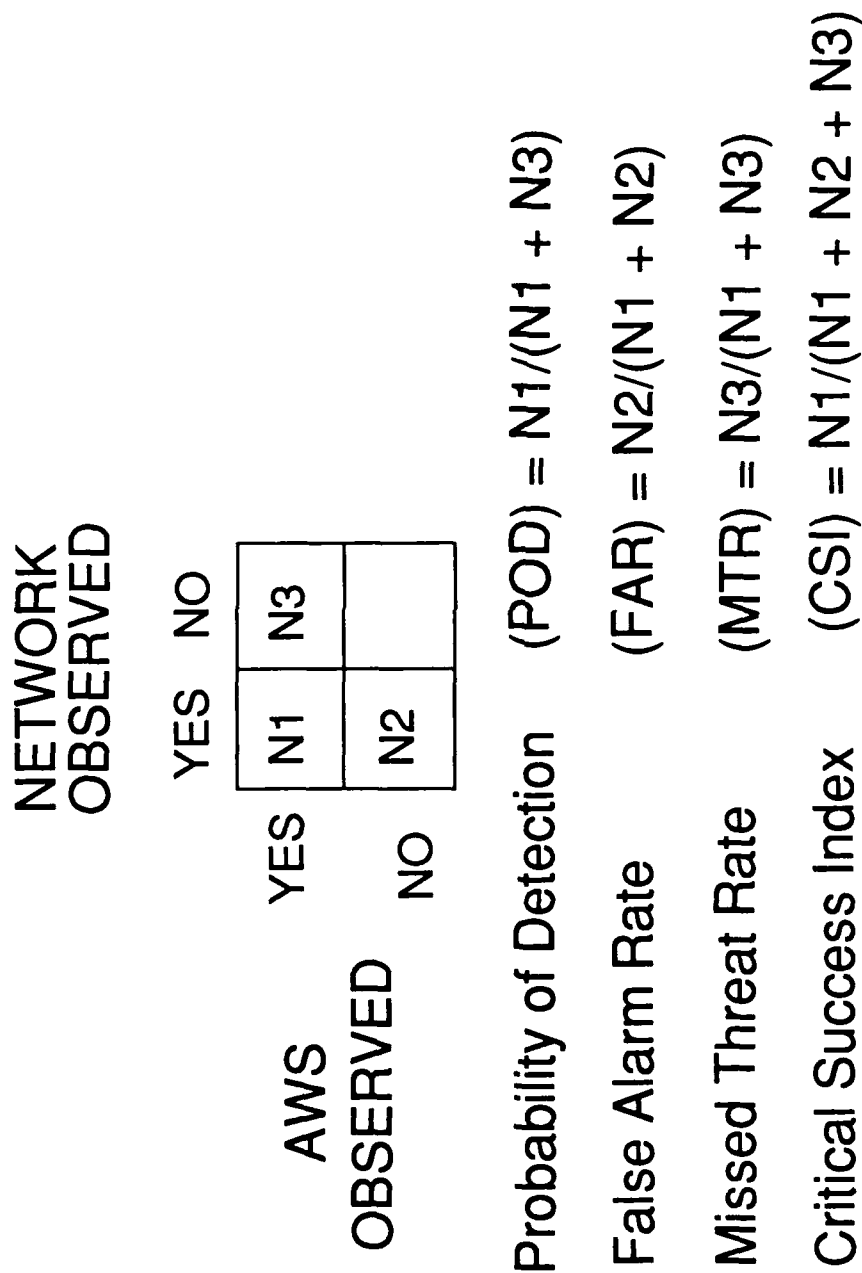 NETWORK
OBSERVED
YES NO
AWS
OBSERVED
YES N1 N3
NO N2
Probability of Detection (POD) = N1/(N1 + N3)
False Alarm Rate (FAR) = N2/(N1 + N2)
Missed Threat Rate (MTR) = N3/(N1 + N3)
Critical Success Index (CSI) = N1/(N1 + N2 + N3)